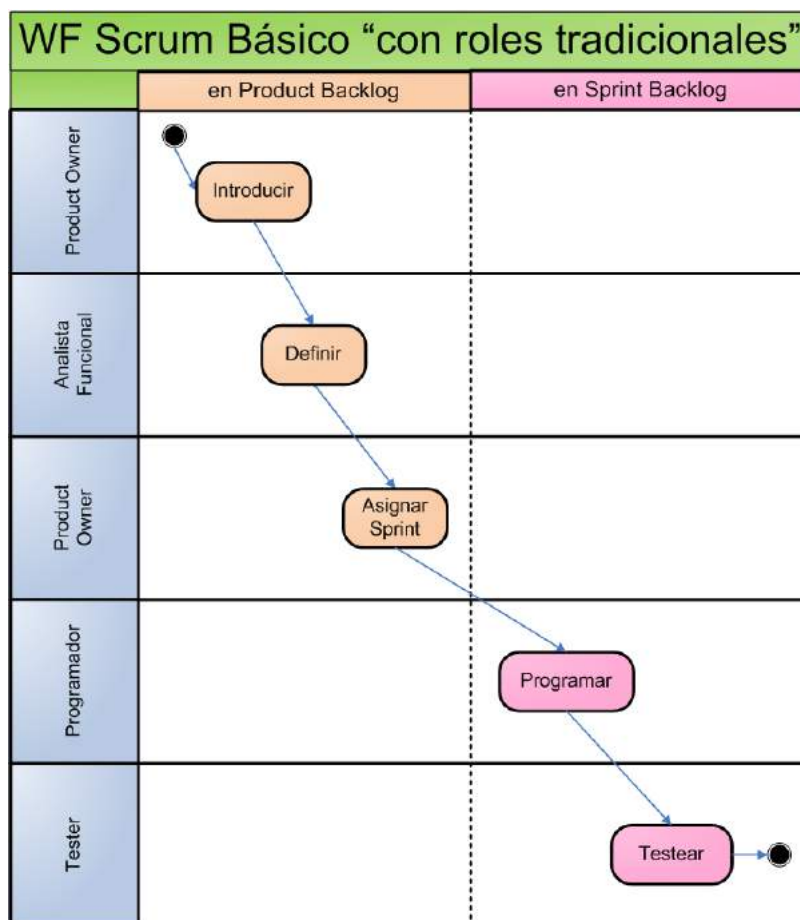 WF Scrum Básico “con roles tradicionales”
en Product Backlog
en Sprint Backlog
Product Owner
Introducir
Analista
Funcional
Definir
Product
Owner
Asignar
Sprint
Programador
Programar
Tester
Testear